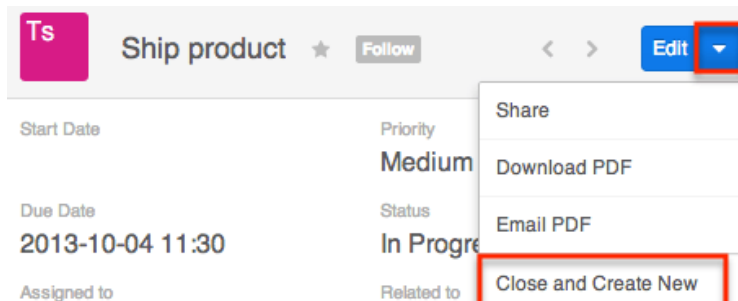 Ts
Ship product Follow < > Edit
Share
Start Date Priority
Medium Download PDF
Due Date Status Email PDF
2013-10-04 11:30 In Progre
Close and Create New
Assigned to Related to